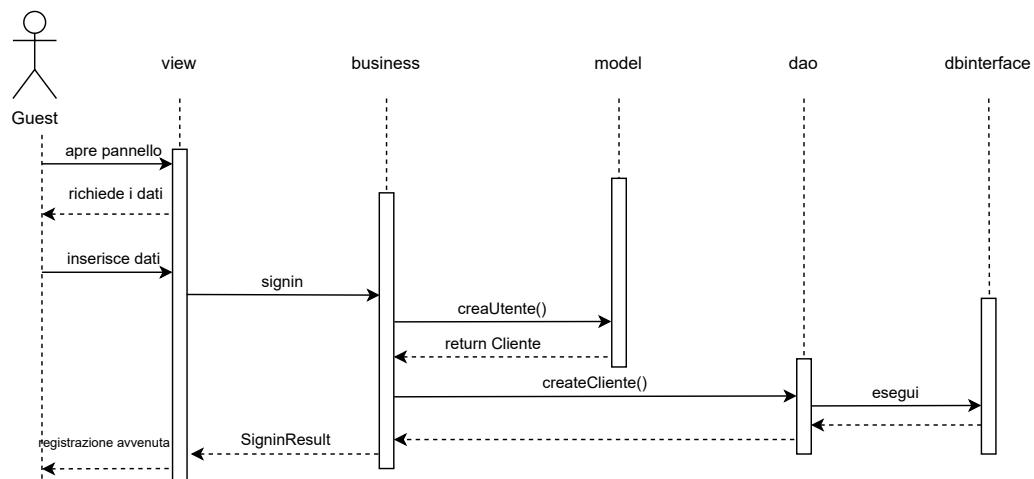 view
business
model
dao
dbinterface
Guest
apre pannello
richiede i dati
inserisce dati
signin
creaUtente()
return Cliente
createCliente()
esegui
SigninResult
registrazione avvenuta